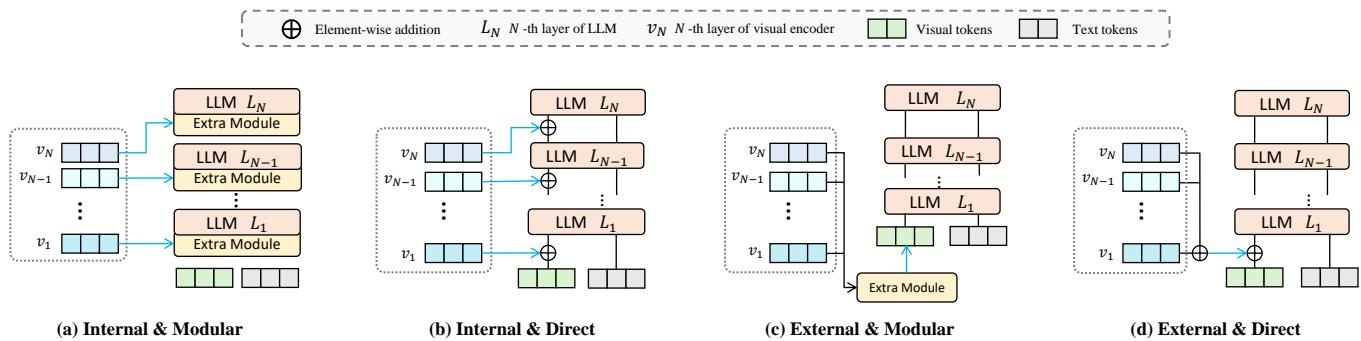 Element-wise addition L_N N -th layer of LLM v_N N -th layer of visual encoder Visual tokens Text tokens
LLM L_N
Extra Module
v_N
LLM L_{N-1}
Extra Module
v_{N-1}
⋮
LLM L_1
Extra Module
v_1
(a) Internal & Modular
LLM L_N
v_N
LLM L_{N-1}
v_{N-1}
⋮
LLM L_1
v_1
(b) Internal & Direct
LLM L_N
v_N
LLM L_{N-1}
v_{N-1}
⋮
LLM L_1
v_1
Extra Module
(c) External & Modular
LLM L_N
v_N
LLM L_{N-1}
v_{N-1}
⋮
LLM L_1
v_1
(d) External & Direct